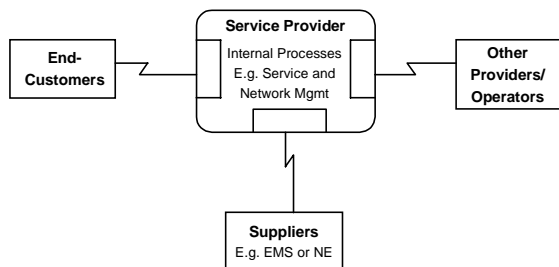 Service Provider
Internal Processes
E.g. Service and
Network Mgmt
End-
Customers
Other
Providers/
Operators
Suppliers
E.g. EMS or NE